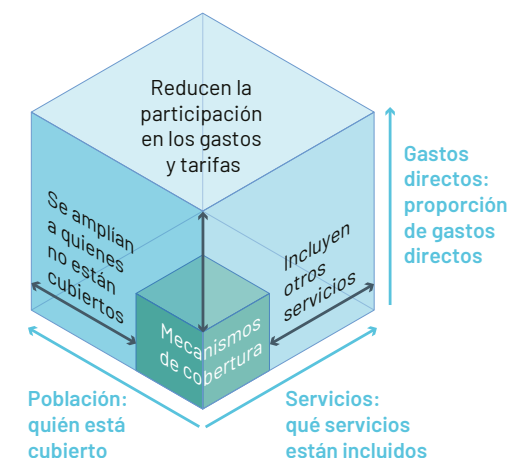 Reducen la
participación
en los gastos
y tarifas
Se amplían
a quienes
no están
cubiertos
Incluyen
otros
servicios
Mecanismos
de cobertura
Gastos
directos:
proporción
de gastos
directos
Población:
quién está
cubierto
Servicios:
qué servicios
están incluidos